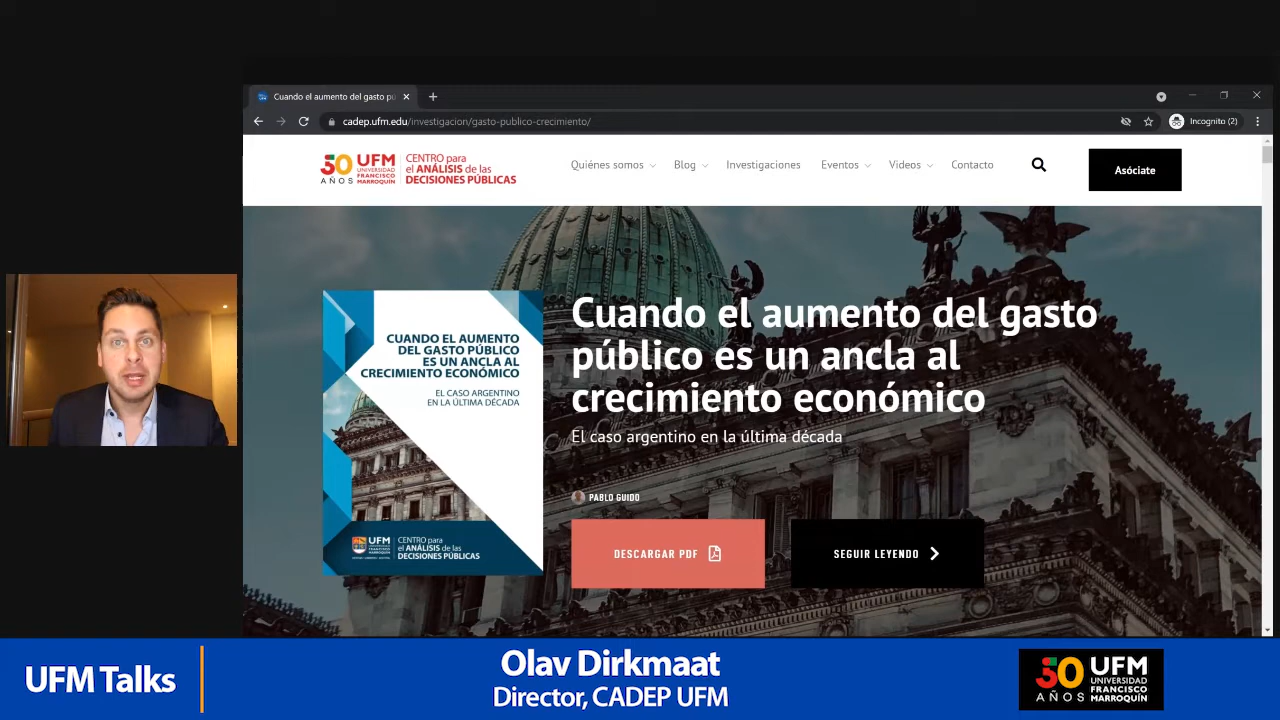 Cuando el aumento del gasto pú
cadep.ufm.edu/investigacion/gasto-publico-crecimiento/
Incognito (2)
50 AÑOS
UFM
UNIVERSIDAD
FRANCISCO
MARROQUÍN
CENTRO para
el ANÁLISIS de las
DECISIONES PÚBLICAS
Quiénes somos
Blog
Investigaciones
Eventos
Videos
Contacto
Asóciate
CUANDO EL AUMENTO
DEL GASTO PÚBLICO
ES UN ANCLA AL
CRECIMIENTO ECONÓMICO
EL CASO ARGENTINO
EN LA ÚLTIMA DÉCADA
UFM
UNIVERSIDAD
FRANCISCO
MARROQUÍN
CENTRO para
el ANÁLISIS de las
DECISIONES PÚBLICAS
Cuando el aumento del gasto
público es un ancla al
crecimiento económico
El caso argentino en la última década
PABLO GUIDO
DESCARGAR PDF
SEGUIR LEYENDO
UFM Talks
Olav Dirkmaat
Director, CADEP UFM
50 AÑOS
UFM
UNIVERSIDAD
FRANCISCO
MARROQUÍN